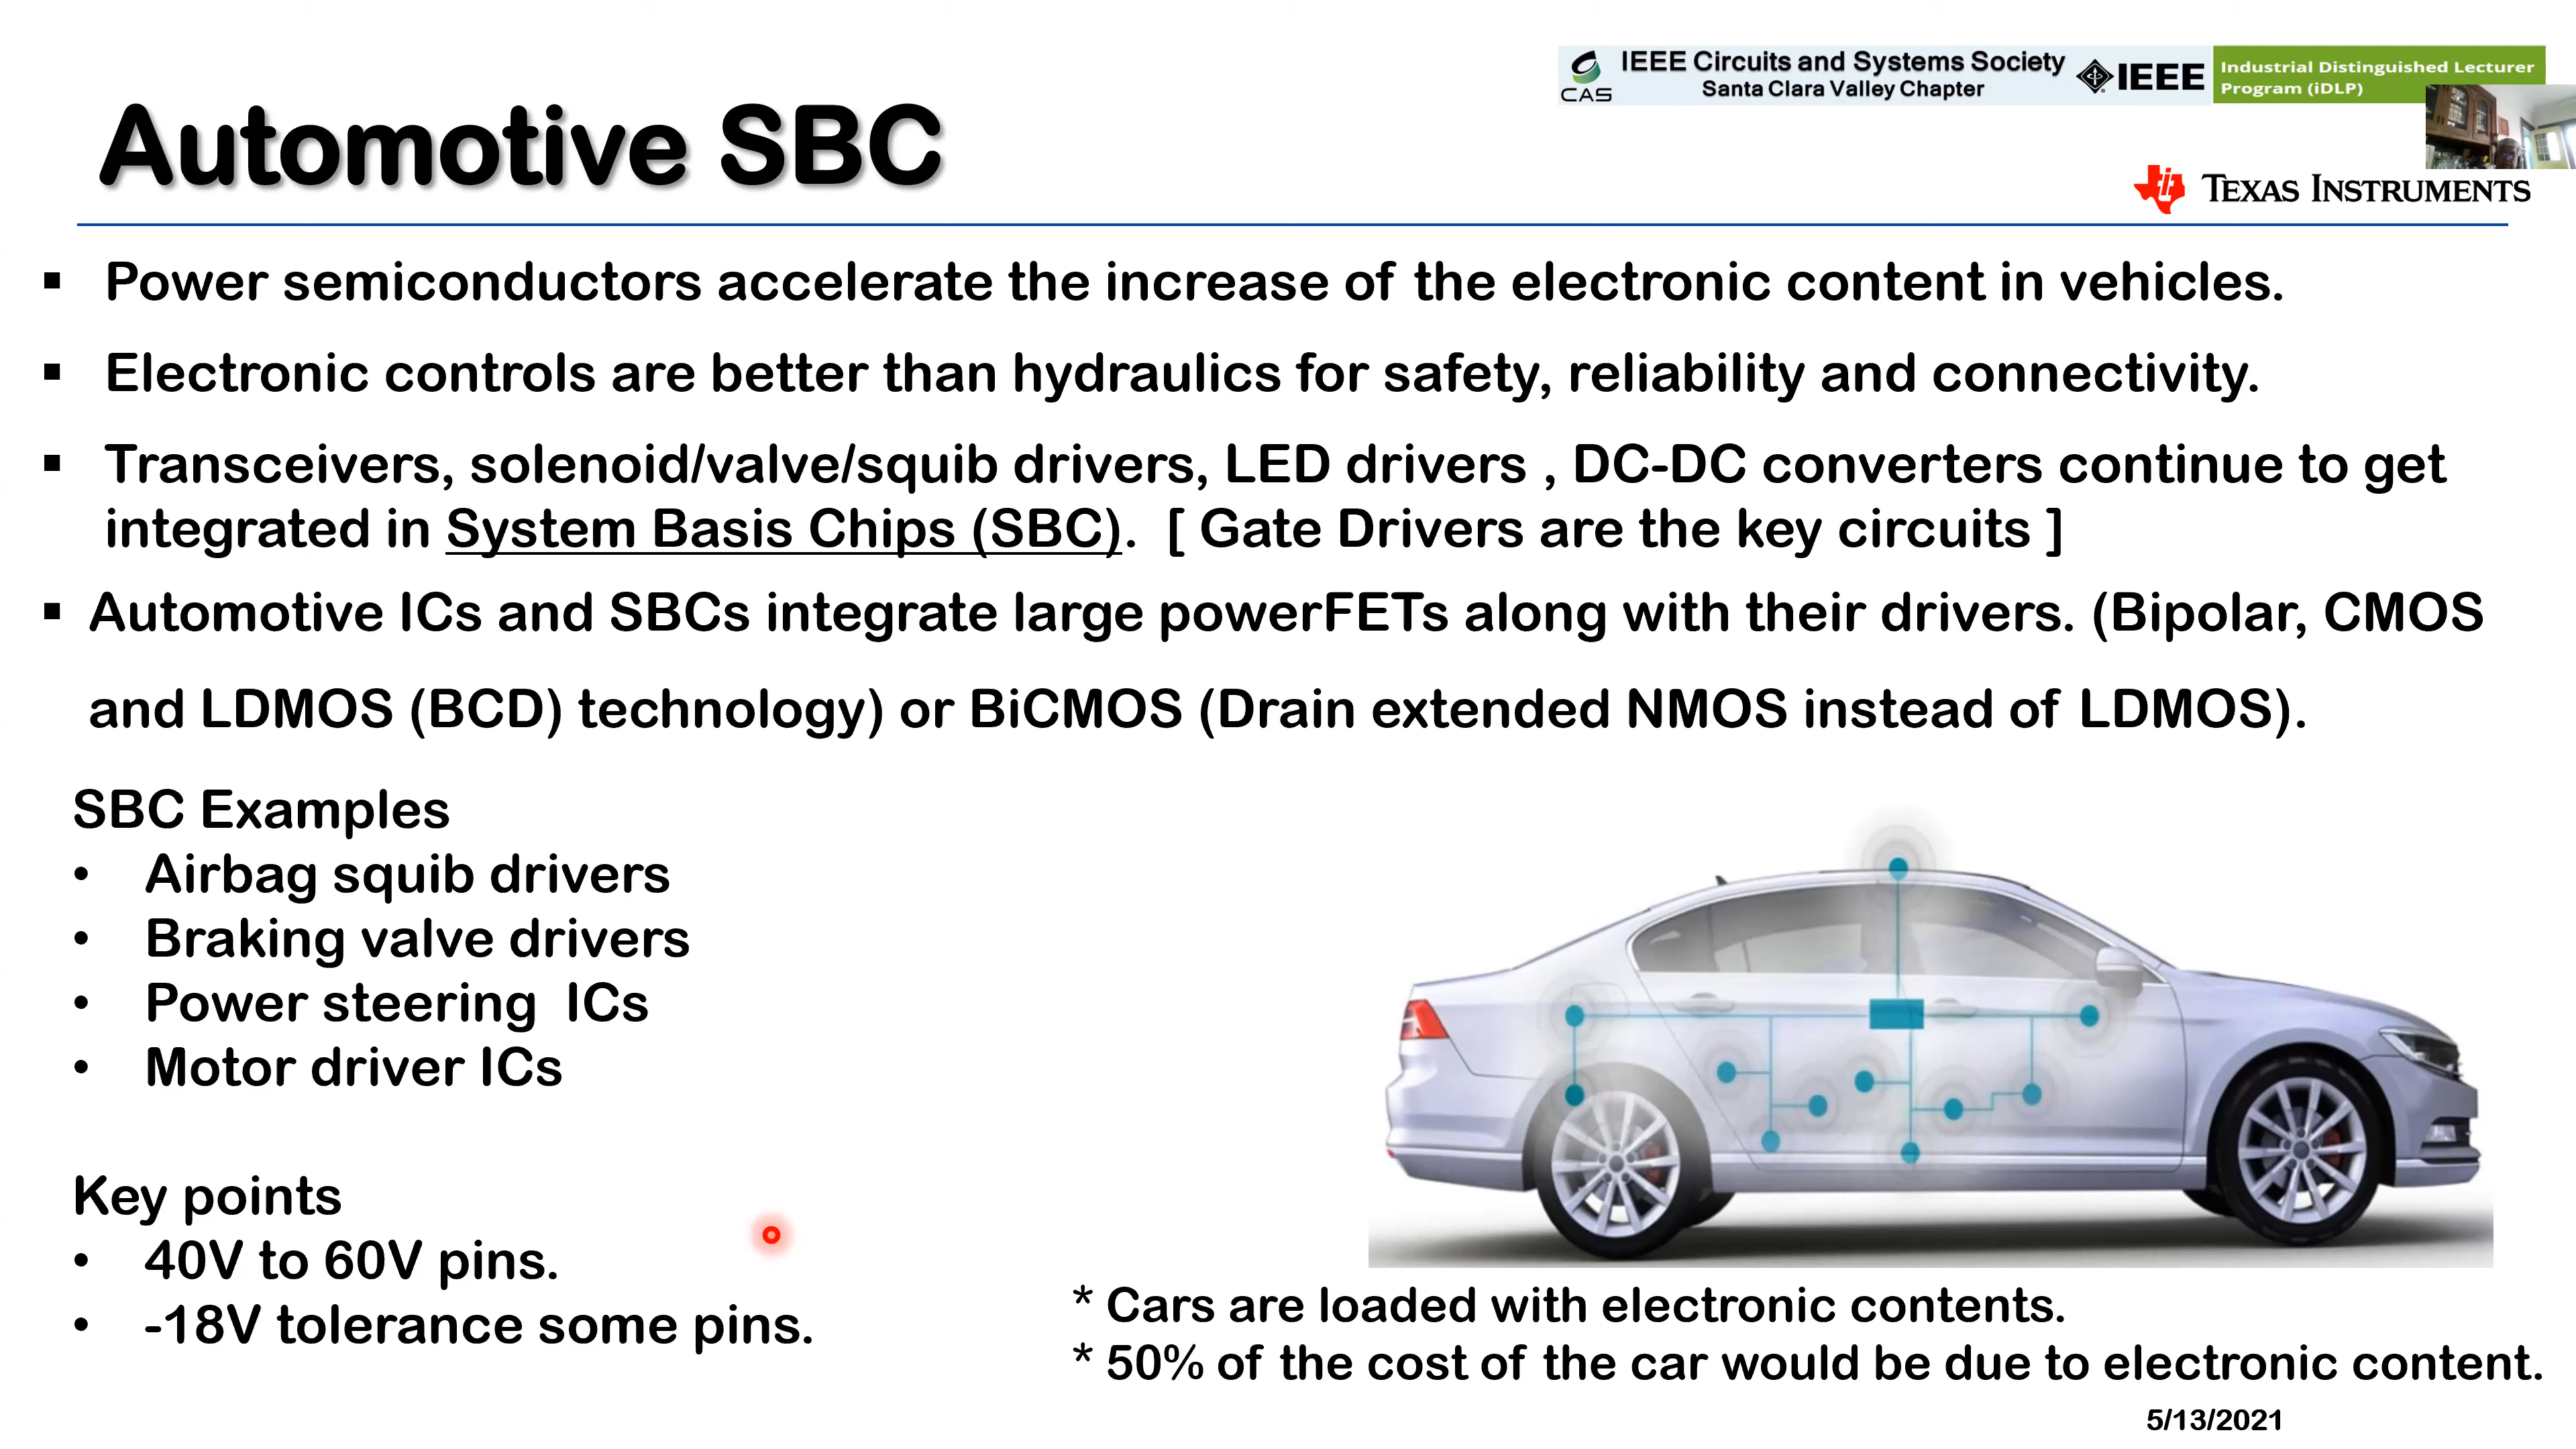 IEEE Circuits and Systems Society
Santa Clara Valley Chapter
CAS
IEEE
Industrial Distinguished Lecturer
Program (iDLP)
Automotive SBC
TEXAS INSTRUMENTS
▪ Power semiconductors accelerate the increase of the electronic content in vehicles.
▪ Electronic controls are better than hydraulics for safety, reliability and connectivity.
▪ Transceivers, solenoid/valve/squib drivers, LED drivers , DC-DC converters continue to get
integrated in System Basis Chips (SBC). [ Gate Drivers are the key circuits ]
▪ Automotive ICs and SBCs integrate large powerFETs along with their drivers. (Bipolar, CMOS
and LDMOS (BCD) technology) or BiCMOS (Drain extended NMOS instead of LDMOS).
SBC Examples
• Airbag squib drivers
• Braking valve drivers
• Power steering ICs
• Motor driver ICs
Key points
• 40V to 60V pins.
• -18V tolerance some pins.
* Cars are loaded with electronic contents.
* 50% of the cost of the car would be due to electronic content.
5/13/2021